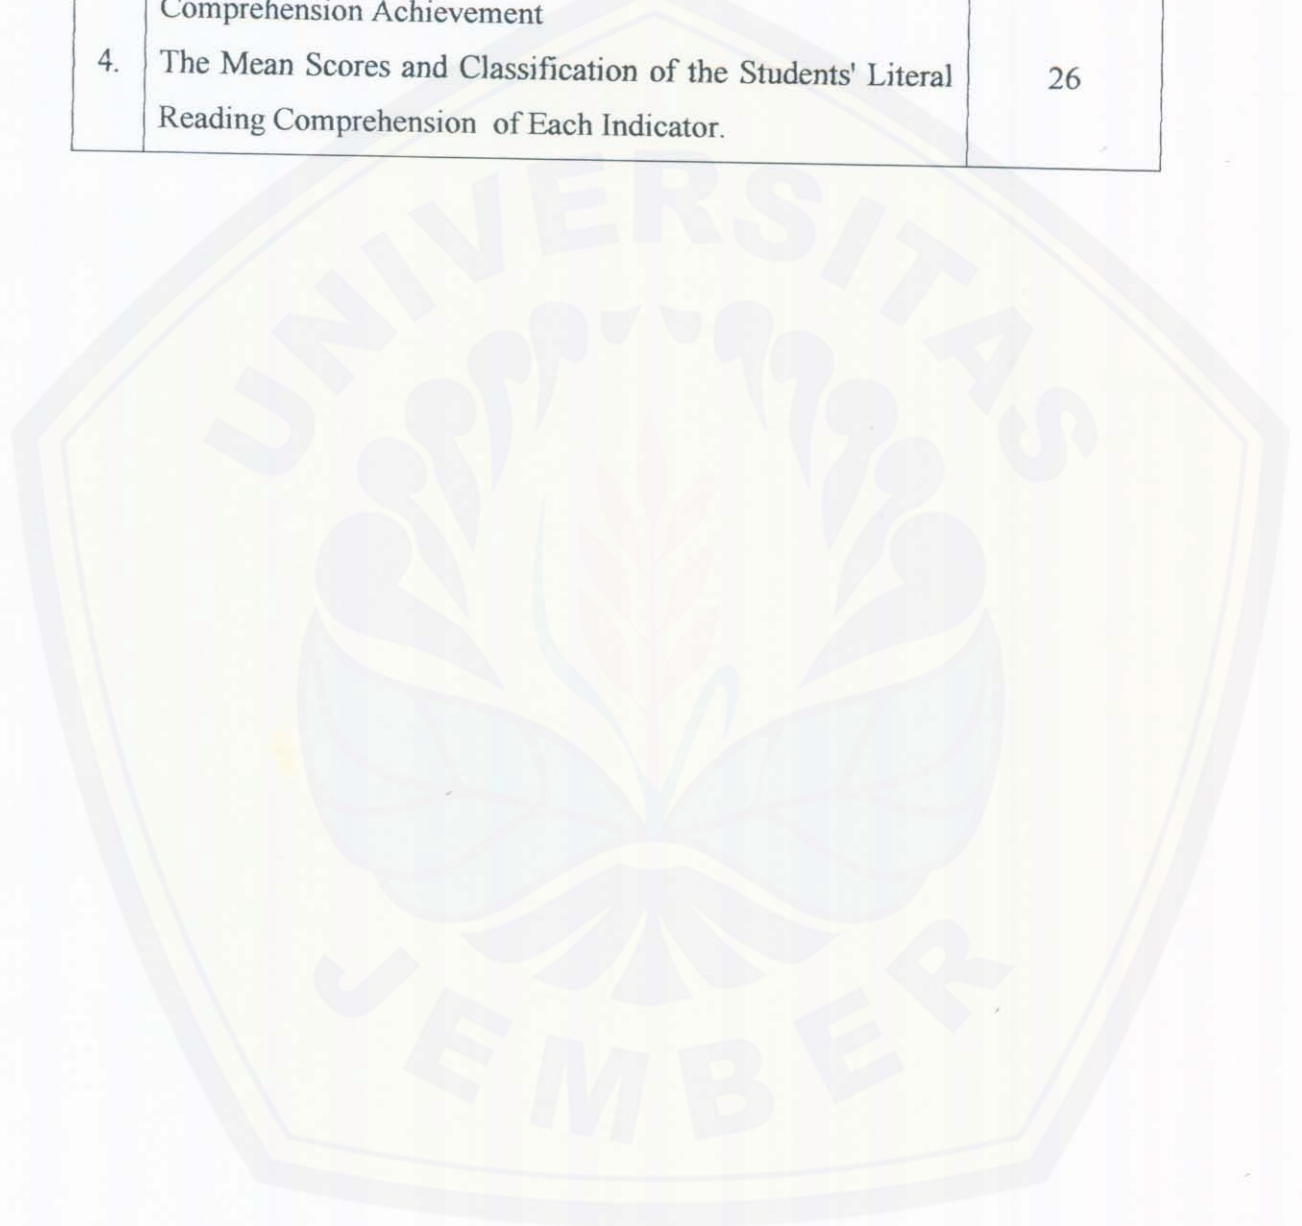 Comprehension Achievement
4. The Mean Scores and Classification of the Students' Literal 26
Reading Comprehension of Each Indicator.
UNIVERSITAS
JEMBER